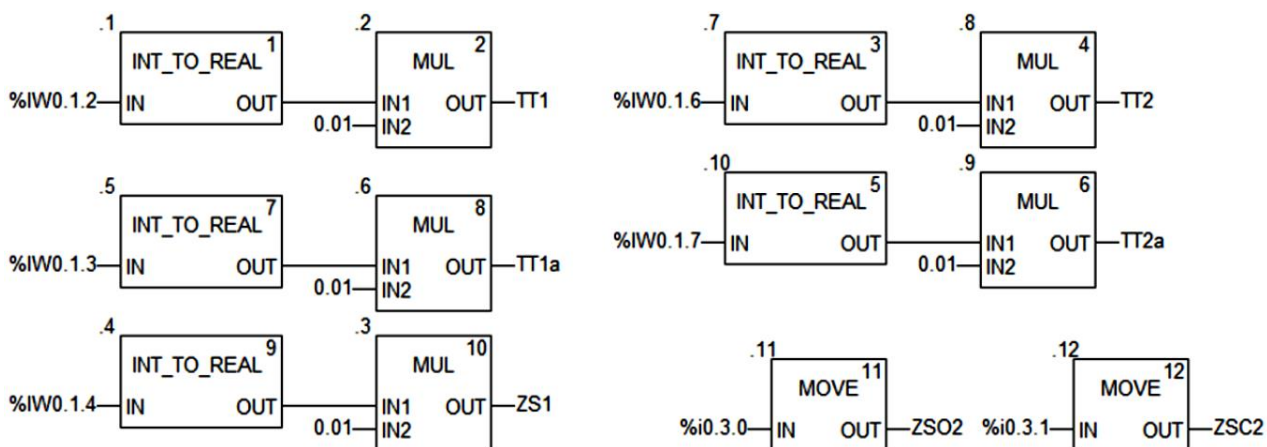 .1 .2 .7 .8
1 2 3 4
INT_TO_REAL MUL INT_TO_REAL MUL
%IW0.1.2 IN OUT IN1 OUT TT1 %IW0.1.6 IN OUT IN1 OUT TT2
0.01 IN2 0.01 IN2
.5 .6 .10 .9
7 8 5 6
INT_TO_REAL MUL INT_TO_REAL MUL
%IW0.1.3 IN OUT IN1 OUT TT1a %IW0.1.7 IN OUT IN1 OUT TT2a
0.01 IN2 0.01 IN2
.4 .3 .11 .12
9 10 11 12
INT_TO_REAL MUL MOVE MOVE
%IW0.1.4 IN OUT IN1 OUT ZS1 %i0.3.0 IN OUT ZSO2 %i0.3.1 IN OUT ZSC2
0.01 IN2